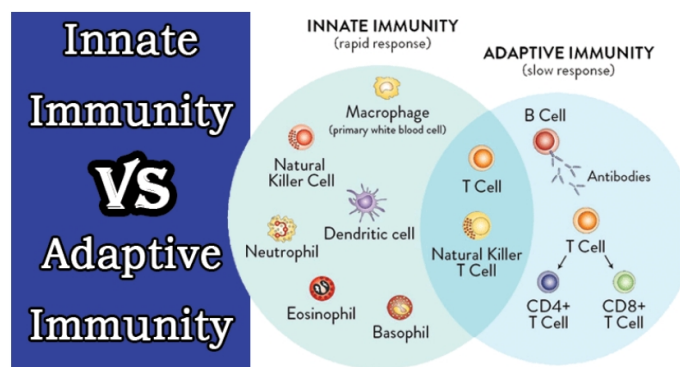 Innate
Immunity
VS
Adaptive
Immunity
INNATE IMMUNITY
(rapid response)
Macrophage
(primary white blood cell)
Natural
Killer Cell
Dendritic cell
Neutrophil
Eosinophil
Basophil
T Cell
Natural Killer
T Cell
ADAPTIVE IMMUNITY
(slow response)
B Cell
Antibodies
T Cell
CD4+
T Cell
CD8+
T Cell